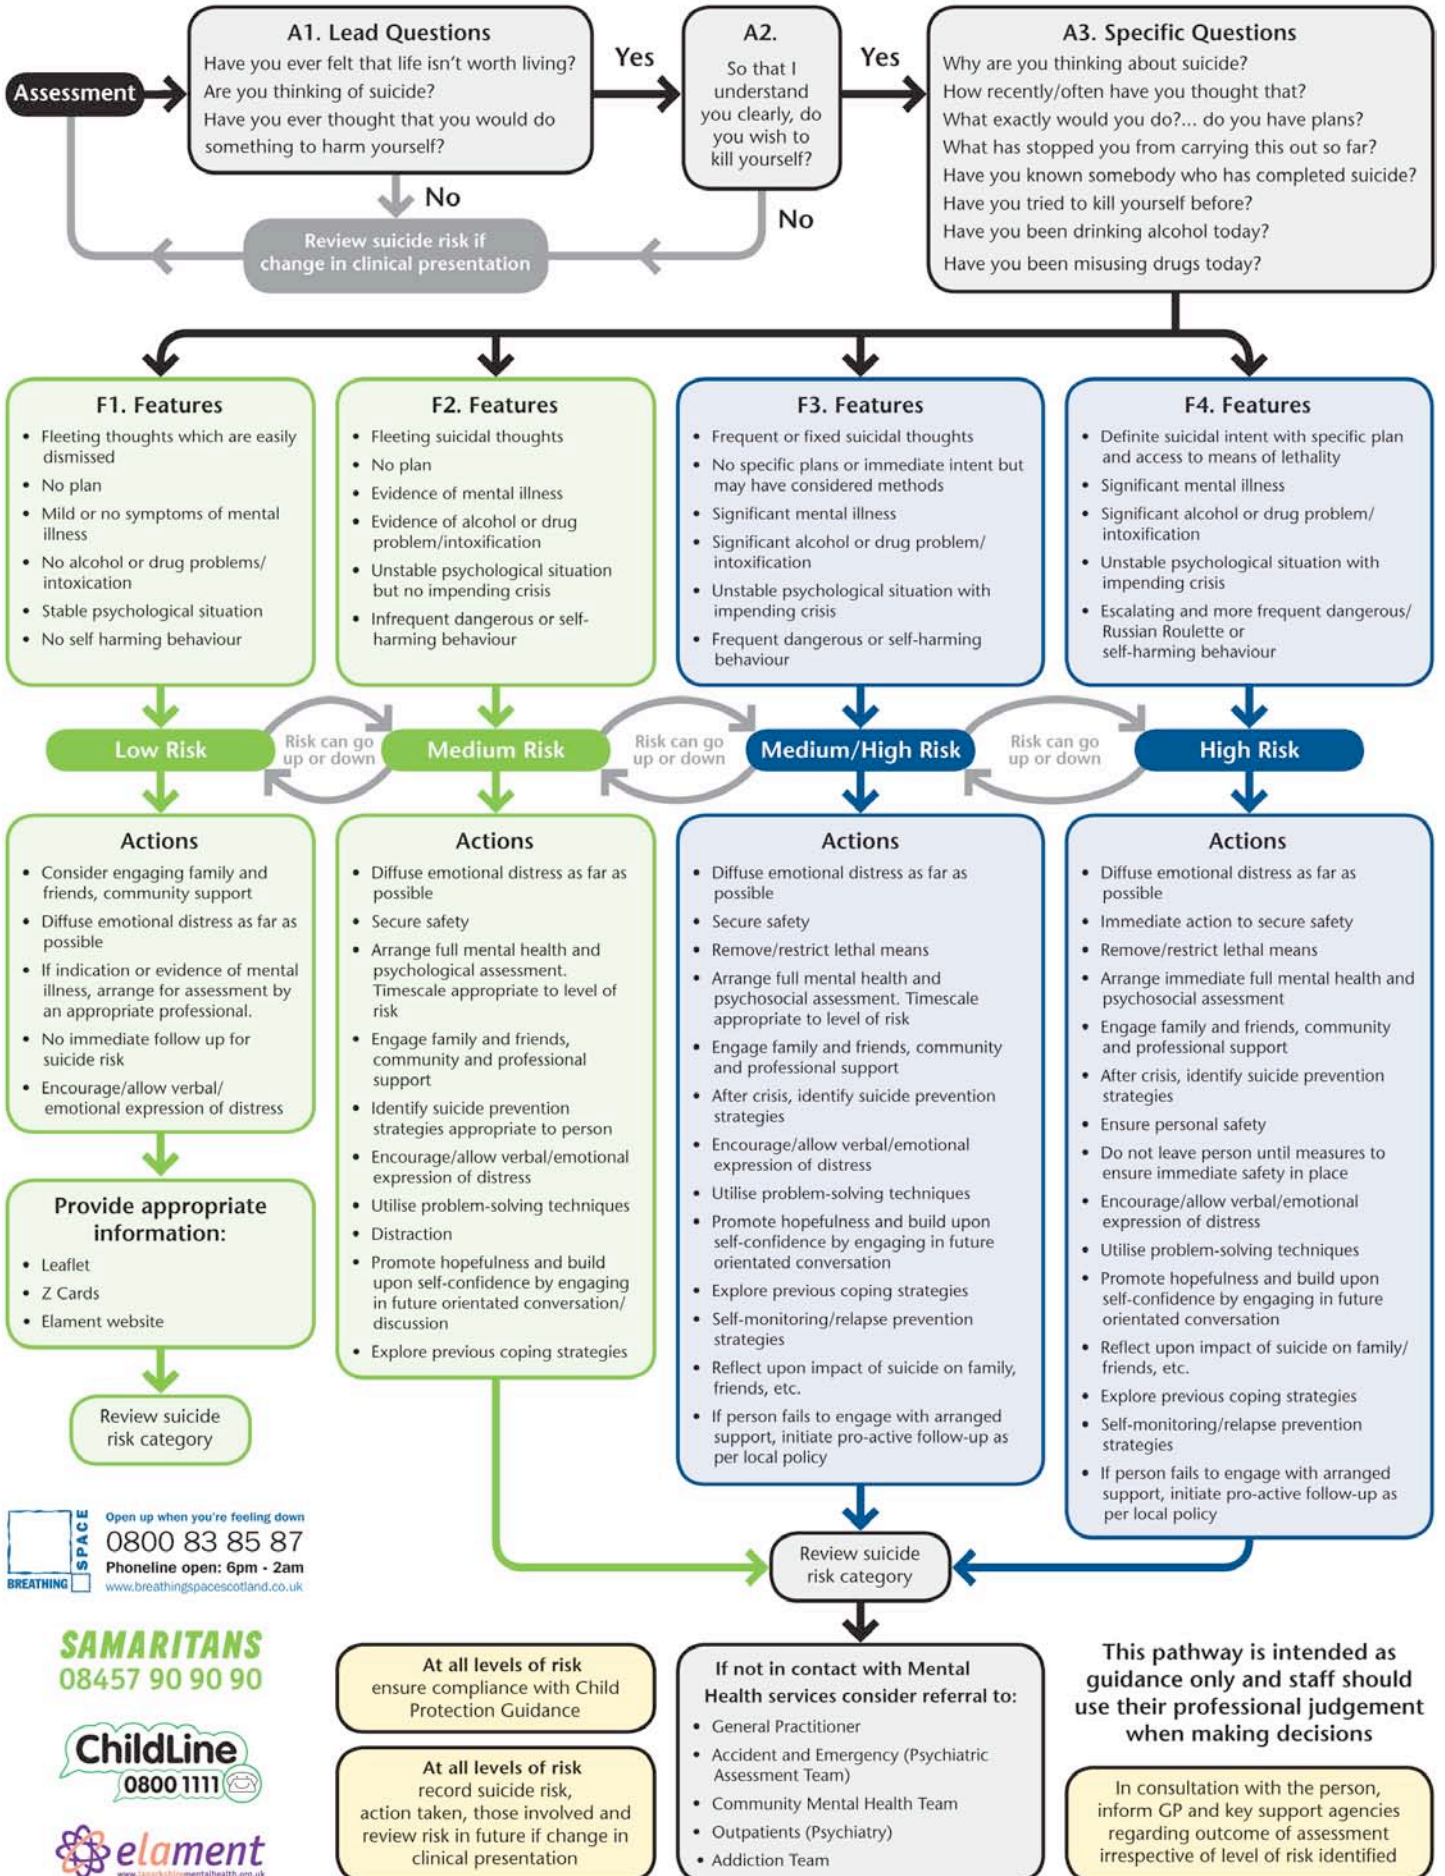 Assessment
A1. Lead Questions
Have you ever felt that life isn't worth living?
Are you thinking of suicide?
Have you ever thought that you would do
something to harm yourself?
Yes
A2.
So that I
understand
you clearly, do
you wish to
kill yourself?
Yes
A3. Specific Questions
Why are you thinking about suicide?
How recently/often have you thought that?
What exactly would you do?... do you have plans?
What has stopped you from carrying this out so far?
Have you known somebody who has completed suicide?
Have you tried to kill yourself before?
Have you been drinking alcohol today?
Have you been misusing drugs today?
No
No
Review suicide risk if
change in clinical presentation
F1. Features
• Fleeting thoughts which are easily
dismissed
• No plan
• Mild or no symptoms of mental
illness
• No alcohol or drug problems/
intoxication
• Stable psychological situation
• No self harming behaviour
F2. Features
• Fleeting suicidal thoughts
• No plan
• Evidence of mental illness
• Evidence of alcohol or drug
problem/intoxification
• Unstable psychological situation
but no impending crisis
• Infrequent dangerous or self-
harming behaviour
F3. Features
• Frequent or fixed suicidal thoughts
• No specific plans or immediate intent but
may have considered methods
• Significant mental illness
• Significant alcohol or drug problem/
intoxification
• Unstable psychological situation with
impending crisis
• Frequent dangerous or self-harming
behaviour
F4. Features
• Definite suicidal intent with specific plan
and access to means of lethality
• Significant mental illness
• Significant alcohol or drug problem/
intoxification
• Unstable psychological situation with
impending crisis
• Escalating and more frequent dangerous/
Russian Roulette or
self-harming behaviour
Low Risk
Risk can go
up or down
Medium Risk
Risk can go
up or down
Medium/High Risk
Risk can go
up or down
High Risk
Actions
• Consider engaging family and
friends, community support
• Diffuse emotional distress as far as
possible
• If indication or evidence of mental
illness, arrange for assessment by
an appropriate professional.
• No immediate follow up for
suicide risk
• Encourage/allow verbal/
emotional expression of distress
Provide appropriate
information:
• Leaflet
• Z Cards
• Elament website
Review suicide
risk category
Actions
• Diffuse emotional distress as far as
possible
• Secure safety
• Arrange full mental health and
psychological assessment.
Timescale appropriate to level of
risk
• Engage family and friends,
community and professional
support
• Identify suicide prevention
strategies appropriate to person
• Encourage/allow verbal/emotional
expression of distress
• Utilise problem-solving techniques
• Distraction
• Promote hopefulness and build
upon self-confidence by engaging
in future orientated conversation/
discussion
• Explore previous coping strategies
Actions
• Diffuse emotional distress as far as
possible
• Secure safety
• Remove/restrict lethal means
• Arrange full mental health and
psychosocial assessment. Timescale
appropriate to level of risk
• Engage family and friends, community
and professional support
• After crisis, identify suicide prevention
strategies
• Encourage/allow verbal/emotional
expression of distress
• Utilise problem-solving techniques
• Promote hopefulness and build upon
self-confidence by engaging in future
orientated conversation
• Explore previous coping strategies
• Self-monitoring/relapse prevention
strategies
• Reflect upon impact of suicide on family,
friends, etc.
• If person fails to engage with arranged
support, initiate pro-active follow-up as
per local policy
Actions
• Diffuse emotional distress as far as
possible
• Immediate action to secure safety
• Remove/restrict lethal means
• Arrange immediate full mental health and
psychosocial assessment
• Engage family and friends, community
and professional support
• After crisis, identify suicide prevention
strategies
• Ensure personal safety
• Do not leave person until measures to
ensure immediate safety in place
• Encourage/allow verbal/emotional
expression of distress
• Utilise problem-solving techniques
• Promote hopefulness and build upon
self-confidence by engaging in future
orientated conversation
• Reflect upon impact of suicide on family/
friends, etc.
• Explore previous coping strategies
• Self-monitoring/relapse prevention
strategies
• If person fails to engage with arranged
support, initiate pro-active follow-up as
per local policy
Review suicide
risk category
BREATHING SPACE
Open up when you're feeling down
0800 83 85 87
Phoneline open: 6pm - 2am
www.breathingspacescotland.co.uk
SAMARITANS
08457 90 90 90
ChildLine
0800 1111
elament
www.lanarkshirementalhealth.org.uk
At all levels of risk
ensure compliance with Child
Protection Guidance
At all levels of risk
record suicide risk,
action taken, those involved and
review risk in future if change in
clinical presentation
If not in contact with Mental
Health services consider referral to:
• General Practitioner
• Accident and Emergency (Psychiatric
Assessment Team)
• Community Mental Health Team
• Outpatients (Psychiatry)
• Addiction Team
This pathway is intended as
guidance only and staff should
use their professional judgement
when making decisions
In consultation with the person,
inform GP and key support agencies
regarding outcome of assessment
irrespective of level of risk identified